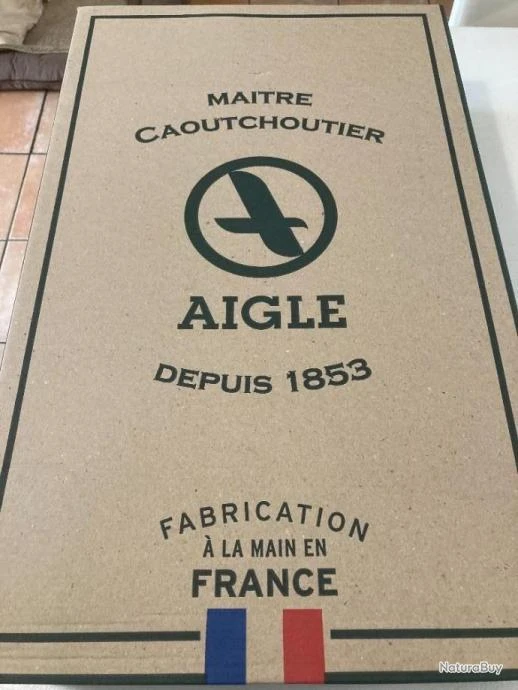 MAITRE
CAOUTCHOUTIER
AIGLE
DEPUIS 1853
FABRICATION
À LA MAIN EN
FRANCE
NaturaBuy